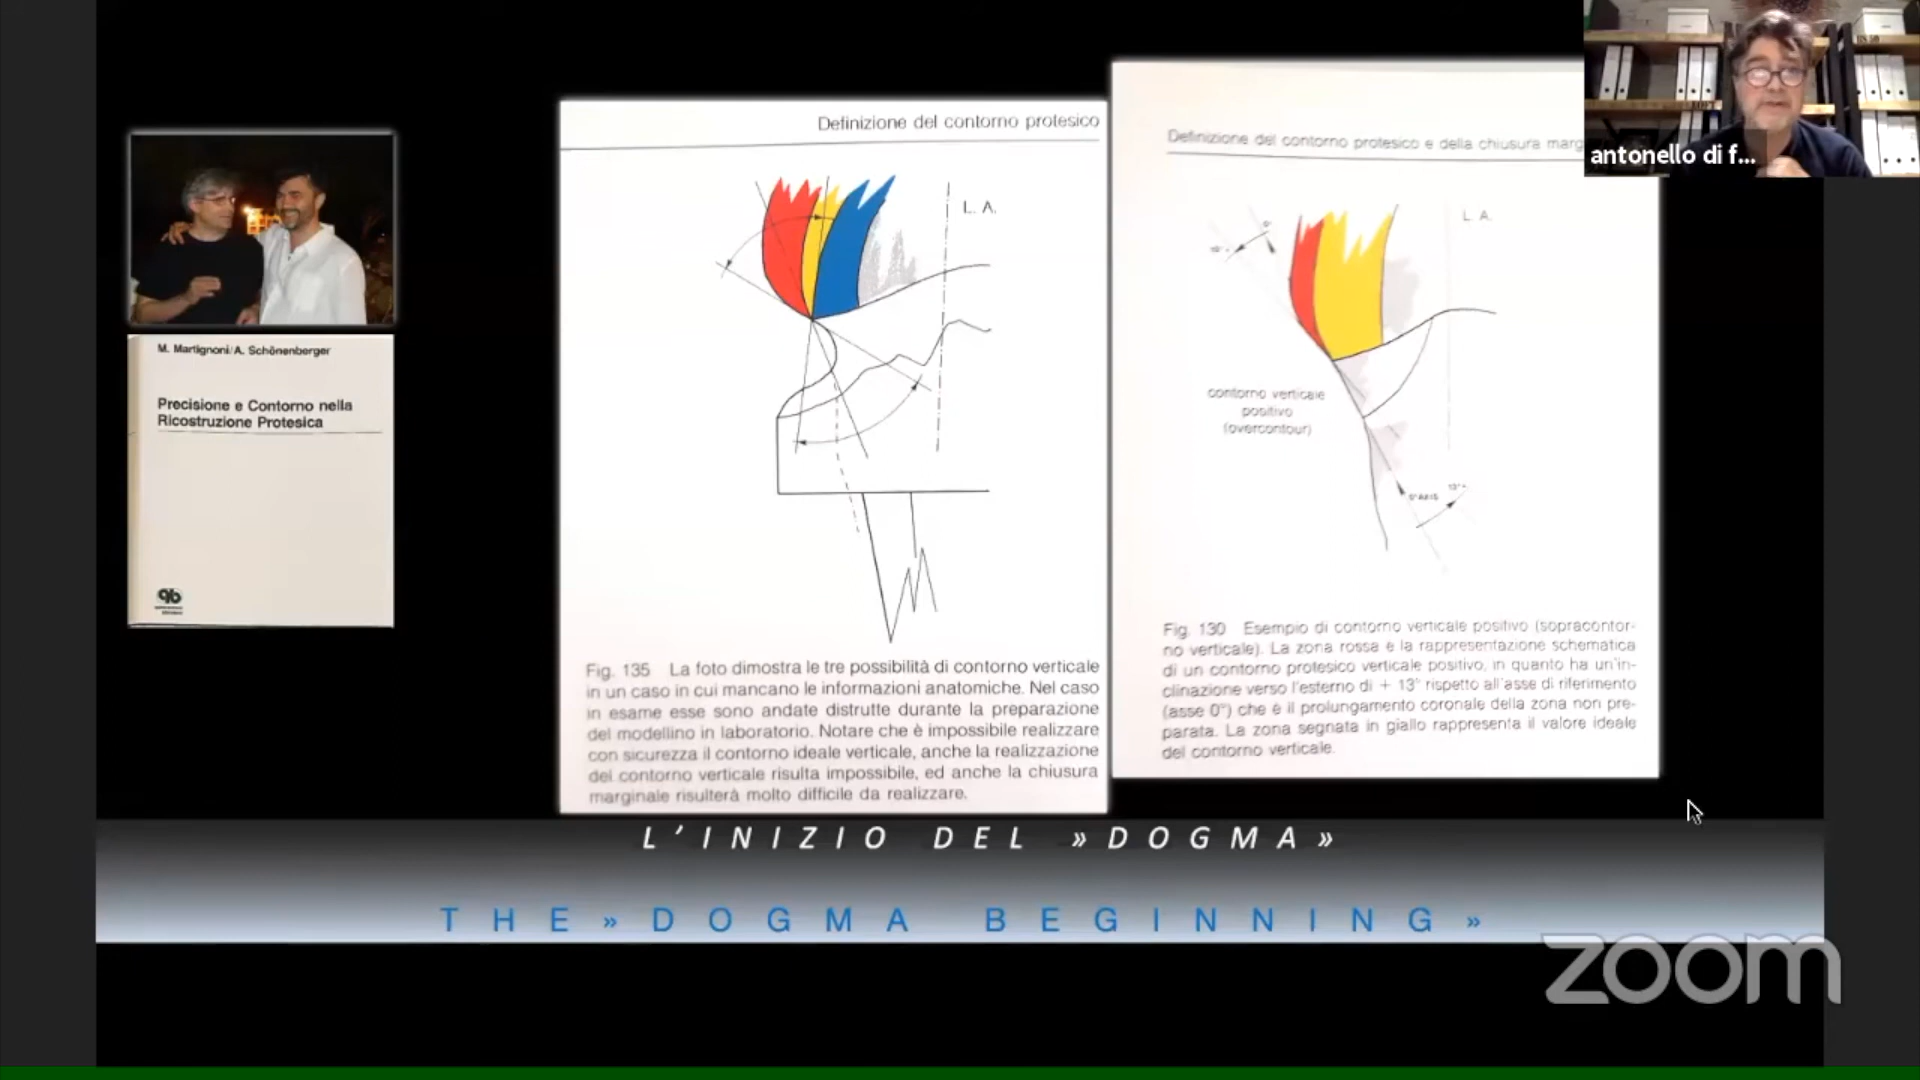 antonello di f...
M. Martignoni/A. Schönenberger
Precisione e Contorno nella
Ricostruzione Protesica
Definizione del contorno protesico
L. A.
Fig. 135 La foto dimostra le tre possibilità di contorno verticale
in un caso in cui mancano le informazioni anatomiche. Nel caso
in esame esse sono andate distrutte durante la preparazione
del modellino in laboratorio. Notare che è impossibile realizzare
con sicurezza il contorno ideale verticale, anche la realizzazione
del contorno verticale risulta impossibile, ed anche la chiusura
marginale risulterà molto difficile da realizzare.
Definizione del contorno protesico e della chiusura marg
L. A.
contorno verticale
positivo
(overcontour)
0° AXIS
13°+
Fig. 130 Esempio di contorno verticale positivo (sopracontor-
no verticale). La zona rossa e la rappresentazione schematica
di un contorno protesico verticale positivo, in quanto ha un'in-
clinazione verso l'esterno di + 13° rispetto all'asse di riferimento
(asse 0°) che è il prolungamento coronale della zona non pre-
parata. La zona segnata in giallo rappresenta il valore ideale
del contorno verticale.
L'INIZIO DEL »DOGMA»
THE» DOGMA BEGINNING»
zoom